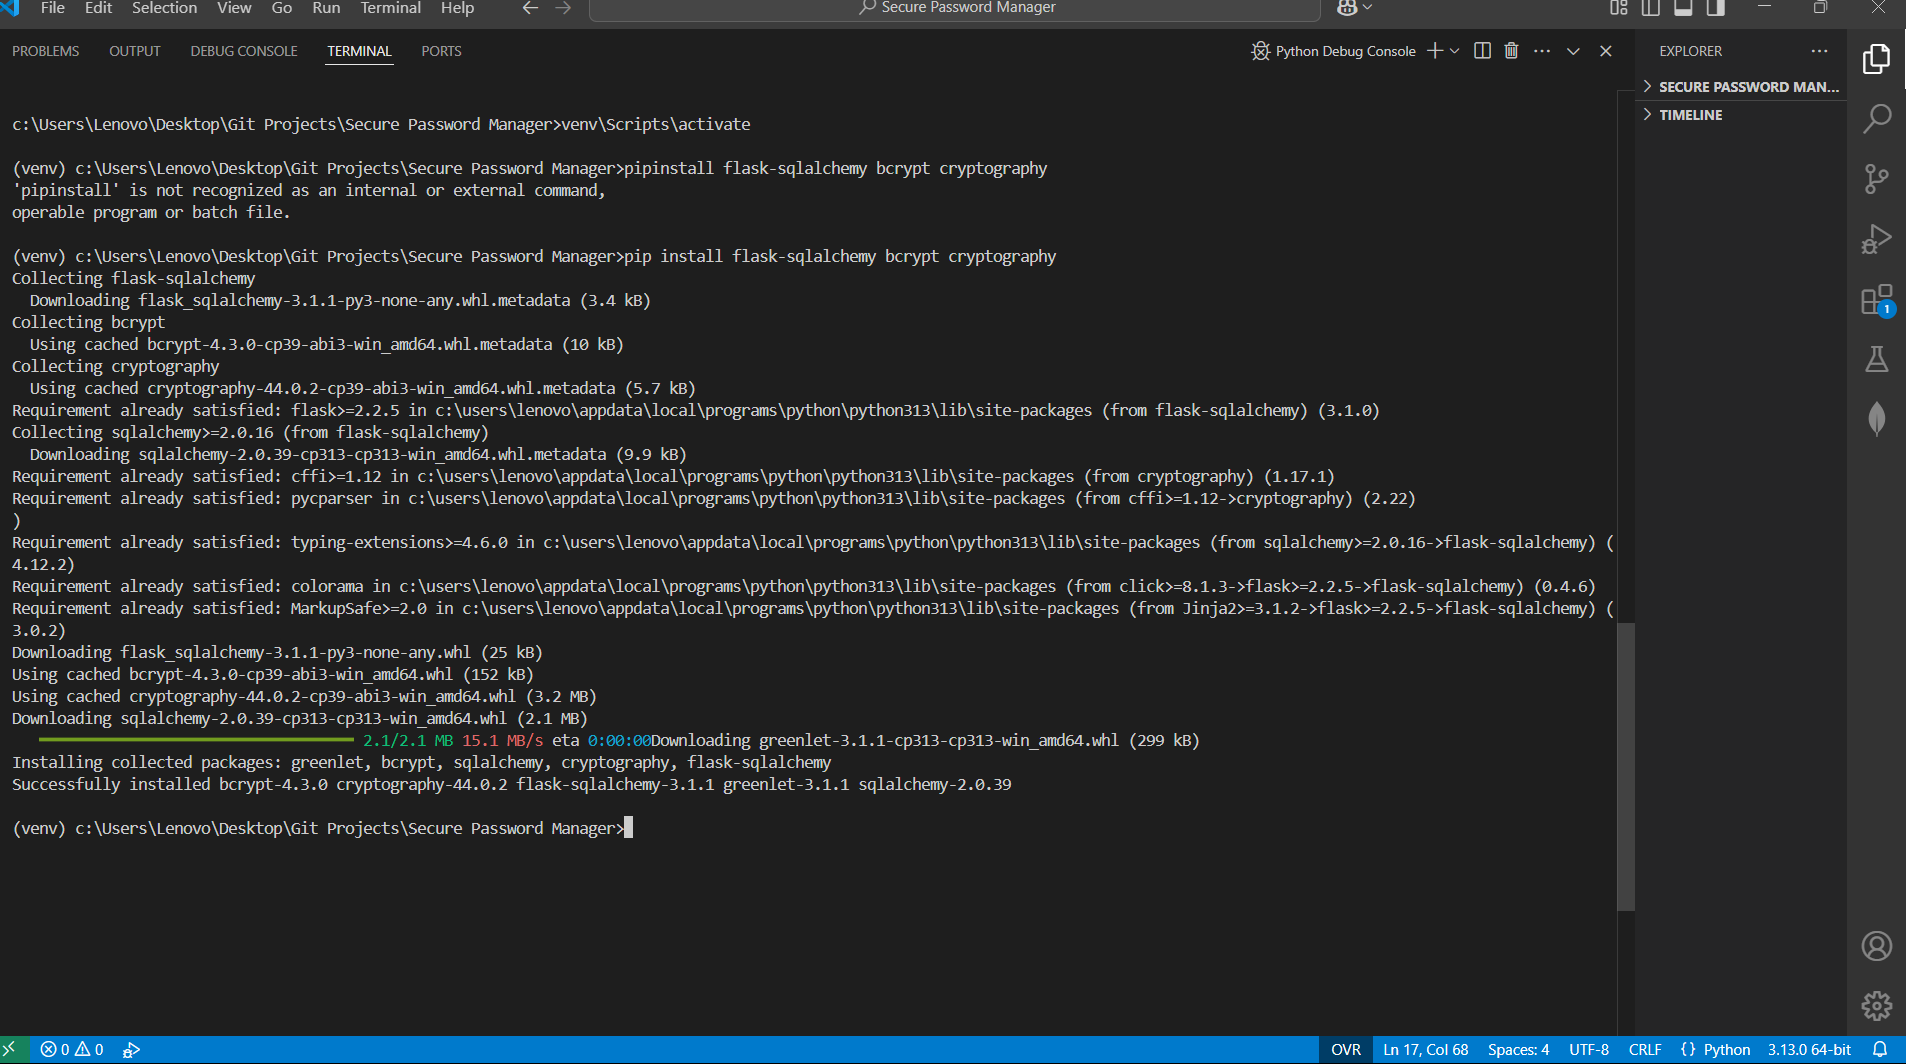 File Edit Selection View Go Run Terminal Help
Secure Password Manager
PROBLEMS OUTPUT DEBUG CONSOLE TERMINAL PORTS
Python Debug Console
c:\Users\Lenovo\Desktop\Git Projects\Secure Password Manager>venv\Scripts\activate
(venv) c:\Users\Lenovo\Desktop\Git Projects\Secure Password Manager>pipinstall flask-sqlalchemy bcrypt cryptography
'pipinstall' is not recognized as an internal or external command,
operable program or batch file.
(venv) c:\Users\Lenovo\Desktop\Git Projects\Secure Password Manager>pip install flask-sqlalchemy bcrypt cryptography
Collecting flask-sqlalchemy
  Downloading flask_sqlalchemy-3.1.1-py3-none-any.whl.metadata (3.4 kB)
Collecting bcrypt
  Using cached bcrypt-4.3.0-cp39-abi3-win_amd64.whl.metadata (10 kB)
Collecting cryptography
  Using cached cryptography-44.0.2-cp39-abi3-win_amd64.whl.metadata (5.7 kB)
Requirement already satisfied: flask>=2.2.5 in c:\users\lenovo\appdata\local\programs\python\python313\lib\site-packages (from flask-sqlalchemy) (3.1.0)
Collecting sqlalchemy>=2.0.16 (from flask-sqlalchemy)
  Downloading sqlalchemy-2.0.39-cp313-cp313-win_amd64.whl.metadata (9.9 kB)
Requirement already satisfied: cffi>=1.12 in c:\users\lenovo\appdata\local\programs\python\python313\lib\site-packages (from cryptography) (1.17.1)
Requirement already satisfied: pycparser in c:\users\lenovo\appdata\local\programs\python\python313\lib\site-packages (from cffi>=1.12->cryptography) (2.22)
)
Requirement already satisfied: typing-extensions>=4.6.0 in c:\users\lenovo\appdata\local\programs\python\python313\lib\site-packages (from sqlalchemy>=2.0.16->flask-sqlalchemy) (
4.12.2)
Requirement already satisfied: colorama in c:\users\lenovo\appdata\local\programs\python\python313\lib\site-packages (from click>=8.1.3->flask>=2.2.5->flask-sqlalchemy) (0.4.6)
Requirement already satisfied: MarkupSafe>=2.0 in c:\users\lenovo\appdata\local\programs\python\python313\lib\site-packages (from Jinja2>=3.1.2->flask>=2.2.5->flask-sqlalchemy) (
3.0.2)
Downloading flask_sqlalchemy-3.1.1-py3-none-any.whl (25 kB)
Using cached bcrypt-4.3.0-cp39-abi3-win_amd64.whl (152 kB)
Using cached cryptography-44.0.2-cp39-abi3-win_amd64.whl (3.2 MB)
Downloading sqlalchemy-2.0.39-cp313-cp313-win_amd64.whl (2.1 MB)
2.1/2.1 MB 15.1 MB/s eta 0:00:00Downloading greenlet-3.1.1-cp313-cp313-win_amd64.whl (299 kB)
Installing collected packages: greenlet, bcrypt, sqlalchemy, cryptography, flask-sqlalchemy
Successfully installed bcrypt-4.3.0 cryptography-44.0.2 flask-sqlalchemy-3.1.1 greenlet-3.1.1 sqlalchemy-2.0.39
(venv) c:\Users\Lenovo\Desktop\Git Projects\Secure Password Manager>
EXPLORER
SECURE PASSWORD MAN...
TIMELINE
1
0 0
OVR Ln 17, Col 68 Spaces: 4 UTF-8 CRLF {} Python 3.13.0 64-bit